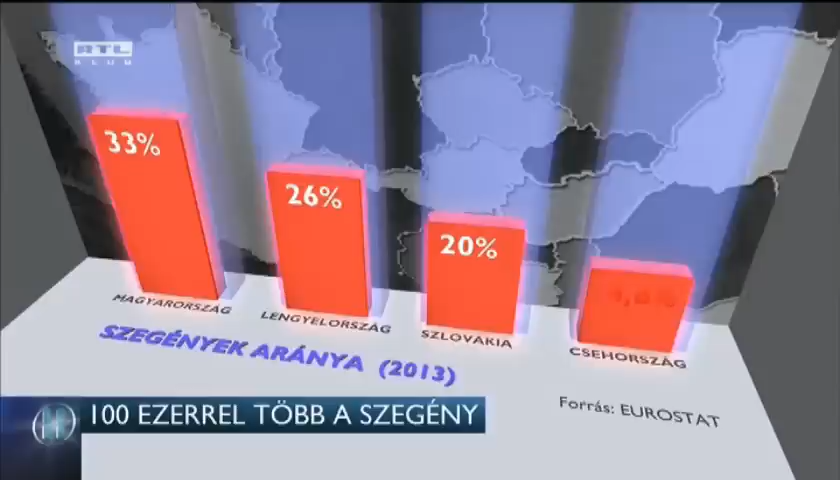 RTL
KLUB
33%
26%
20%
MAGYARORSZÁG
LENGYELORSZÁG
SZLOVÁKIA
CSEHORSZÁG
SZEGÉNYEK ARÁNYA (2013)
100 EZERREL TÖBB A SZEGÉNY
Forrás: EUROSTAT